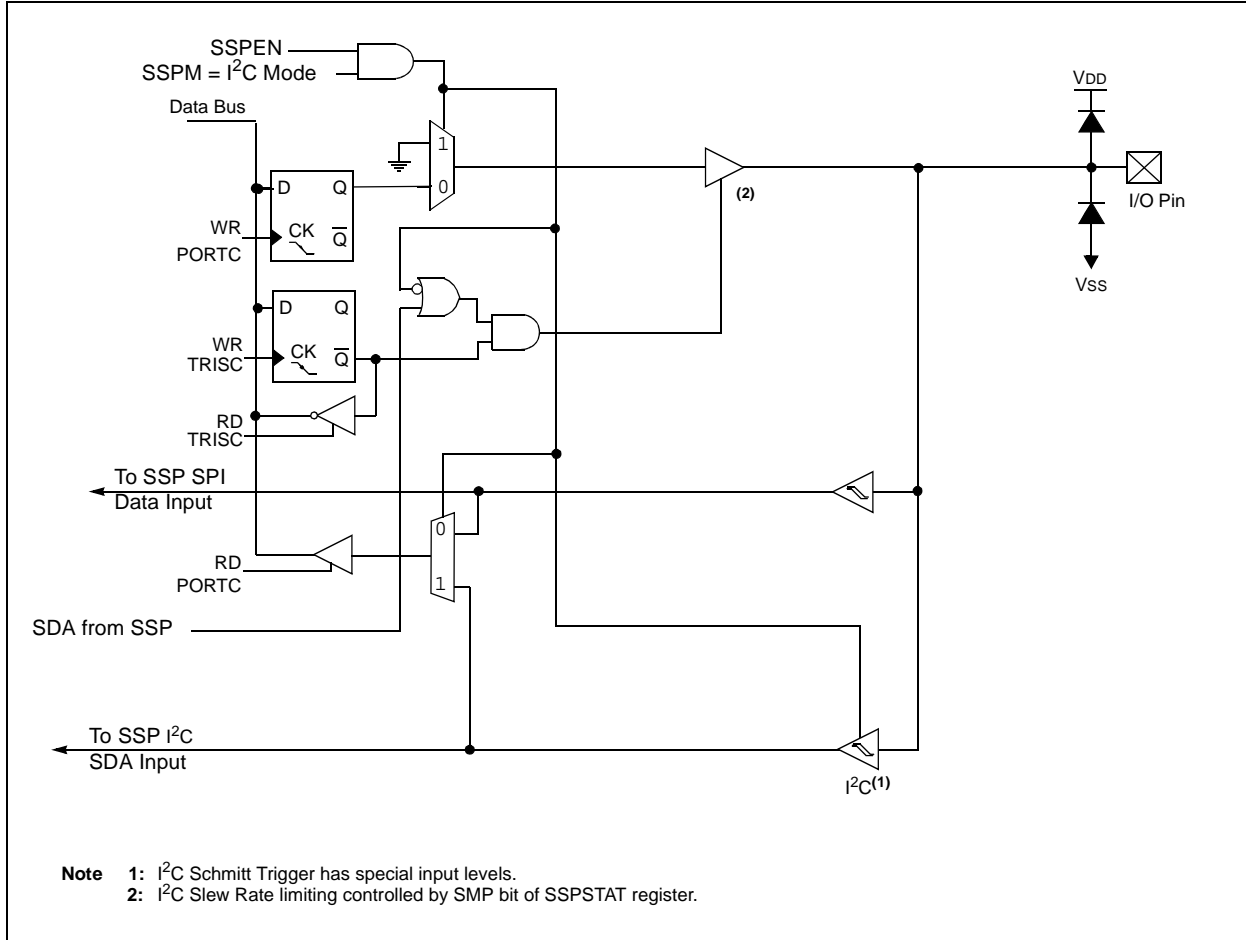 SSPEN
SSPM = I²C Mode
Data Bus
VDD
1
0
D Q
CK Q̅
WR
PORTC
(2)
I/O Pin
VSS
D Q
CK Q̅
WR
TRISC
RD
TRISC
To SSP SPI
Data Input
0
1
RD
PORTC
SDA from SSP
To SSP I²C
SDA Input
I²C(1)
Note 1: I²C Schmitt Trigger has special input levels.
2: I²C Slew Rate limiting controlled by SMP bit of SSPSTAT register.